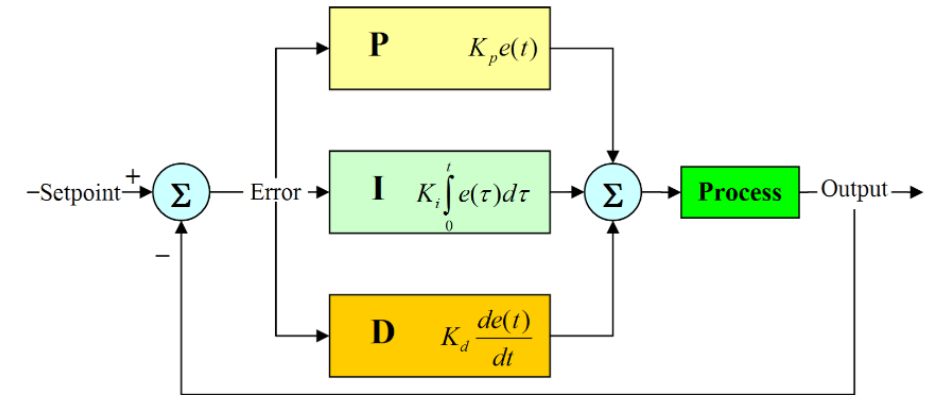 P K_p e(t)
–Setpoint + Σ Error I K_i ∫_0^t e(τ)dτ Σ Process Output
–
D K_d de(t)/dt